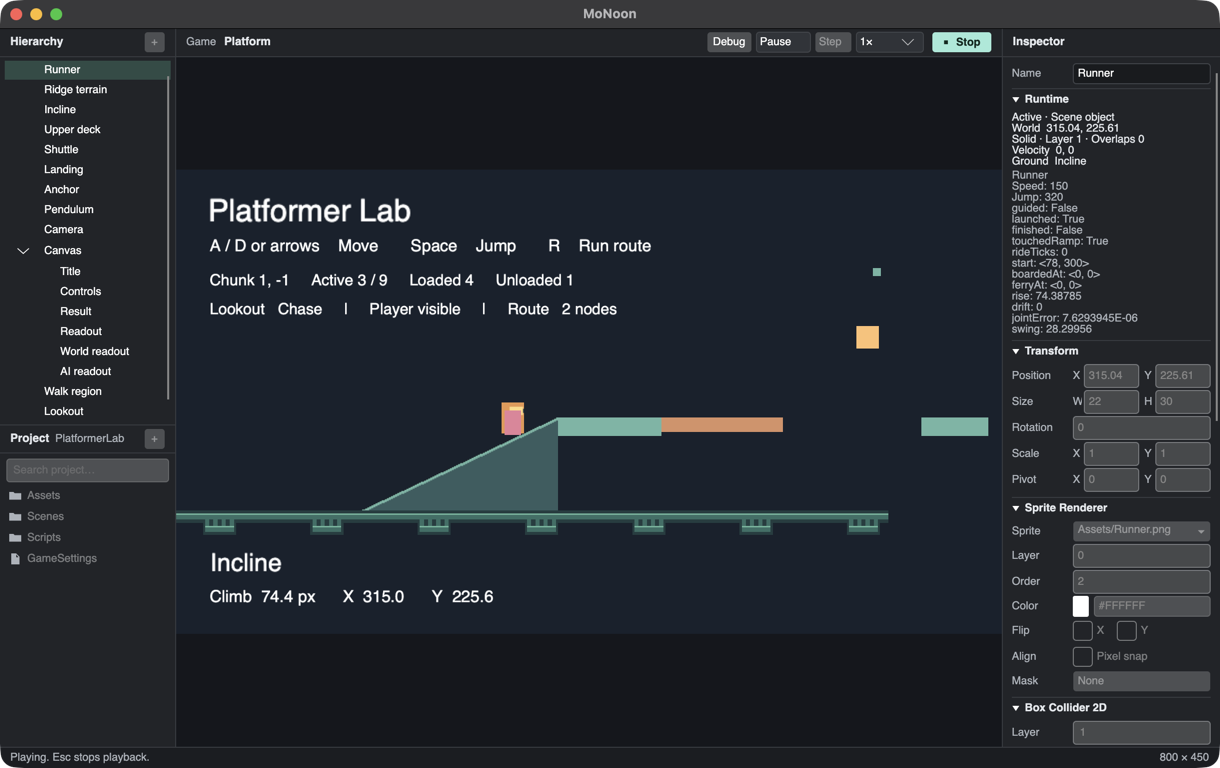 MoNoon
Hierarchy +
Runner
Ridge terrain
Incline
Upper deck
Shuttle
Landing
Anchor
Pendulum
Camera
Canvas
Title
Controls
Result
Readout
World readout
AI readout
Walk region
Lookout
Project PlatformerLab +
Search project...
Assets
Scenes
Scripts
GameSettings
Game Platform Debug Pause Step 1× Stop
Platformer Lab
A / D or arrows Move Space Jump R Run route
Chunk 1, -1 Active 3 / 9 Loaded 4 Unloaded 1
Lookout Chase | Player visible | Route 2 nodes
Incline
Climb 74.4 px X 315.0 Y 225.6
Inspector
Name Runner
Runtime
Active · Scene object
World 315.04, 225.61
Solid · Layer 1 · Overlaps 0
Velocity 0, 0
Ground Incline
Runner
Speed: 150
Jump: 320
guided: False
launched: True
finished: False
touchedRamp: True
rideTicks: 0
start: <78, 300>
boardedAt: <0, 0>
ferryAt: <0, 0>
rise: 74.38785
drift: 0
jointError: 7.6293945E-06
swing: 28.29956
Transform
Position X 315.04 Y 225.61
Size W 22 H 30
Rotation 0
Scale X 1 Y 1
Pivot X 0 Y 0
Sprite Renderer
Sprite Assets/Runner.png
Layer 0
Order 2
Color #FFFFFF
Flip X Y
Align Pixel snap
Mask None
Box Collider 2D
Layer 1
Playing. Esc stops playback. 800 × 450